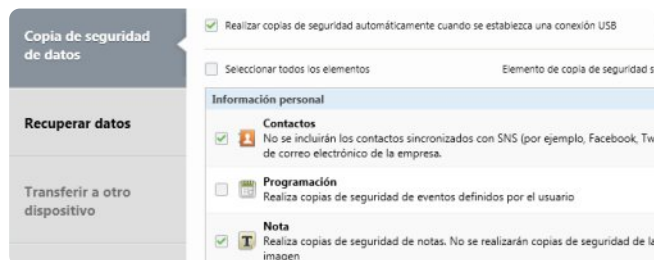 Copia de seguridad
de datos
Recuperar datos
Transferir a otro
dispositivo
Realizar copias de seguridad automáticamente cuando se establezca una conexión USB
Seleccionar todos los elementos
Elemento de copia de seguridad s
Información personal
Contactos
No se incluirán los contactos sincronizados con SNS (por ejemplo, Facebook, Tw
de correo electrónico de la empresa.
Programación
Realiza copias de seguridad de eventos definidos por el usuario
Nota
Realiza copias de seguridad de notas. No se realizarán copias de seguridad de la
imagen